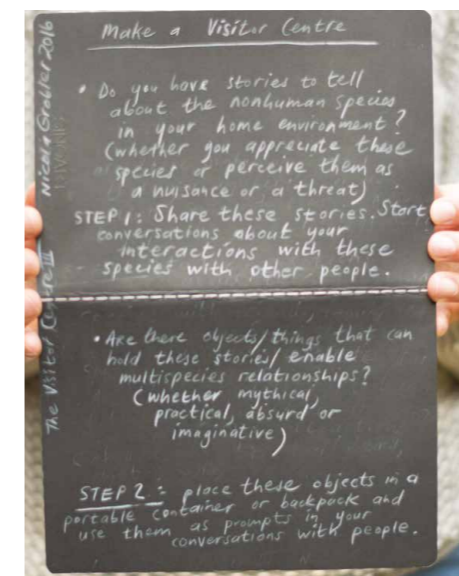 Make a Visitor Centre
• Do you have stories to tell
about the nonhuman species
in your home environment?
(whether you appreciate these
species or perceive them as
a nuisance or a threat)
STEP 1: Share these stories. Start
conversations about your
interactions with these
species with other people.
• Are there objects/things that can
hold these stories/enable
multispecies relationships?
(whether mythical,
practical, absurd or
imaginative)
STEP 2: place these objects in a
portable container or backpack and
use them as prompts in your
conversations with people.
The Visitor Centre III Nicola Grobler 2016